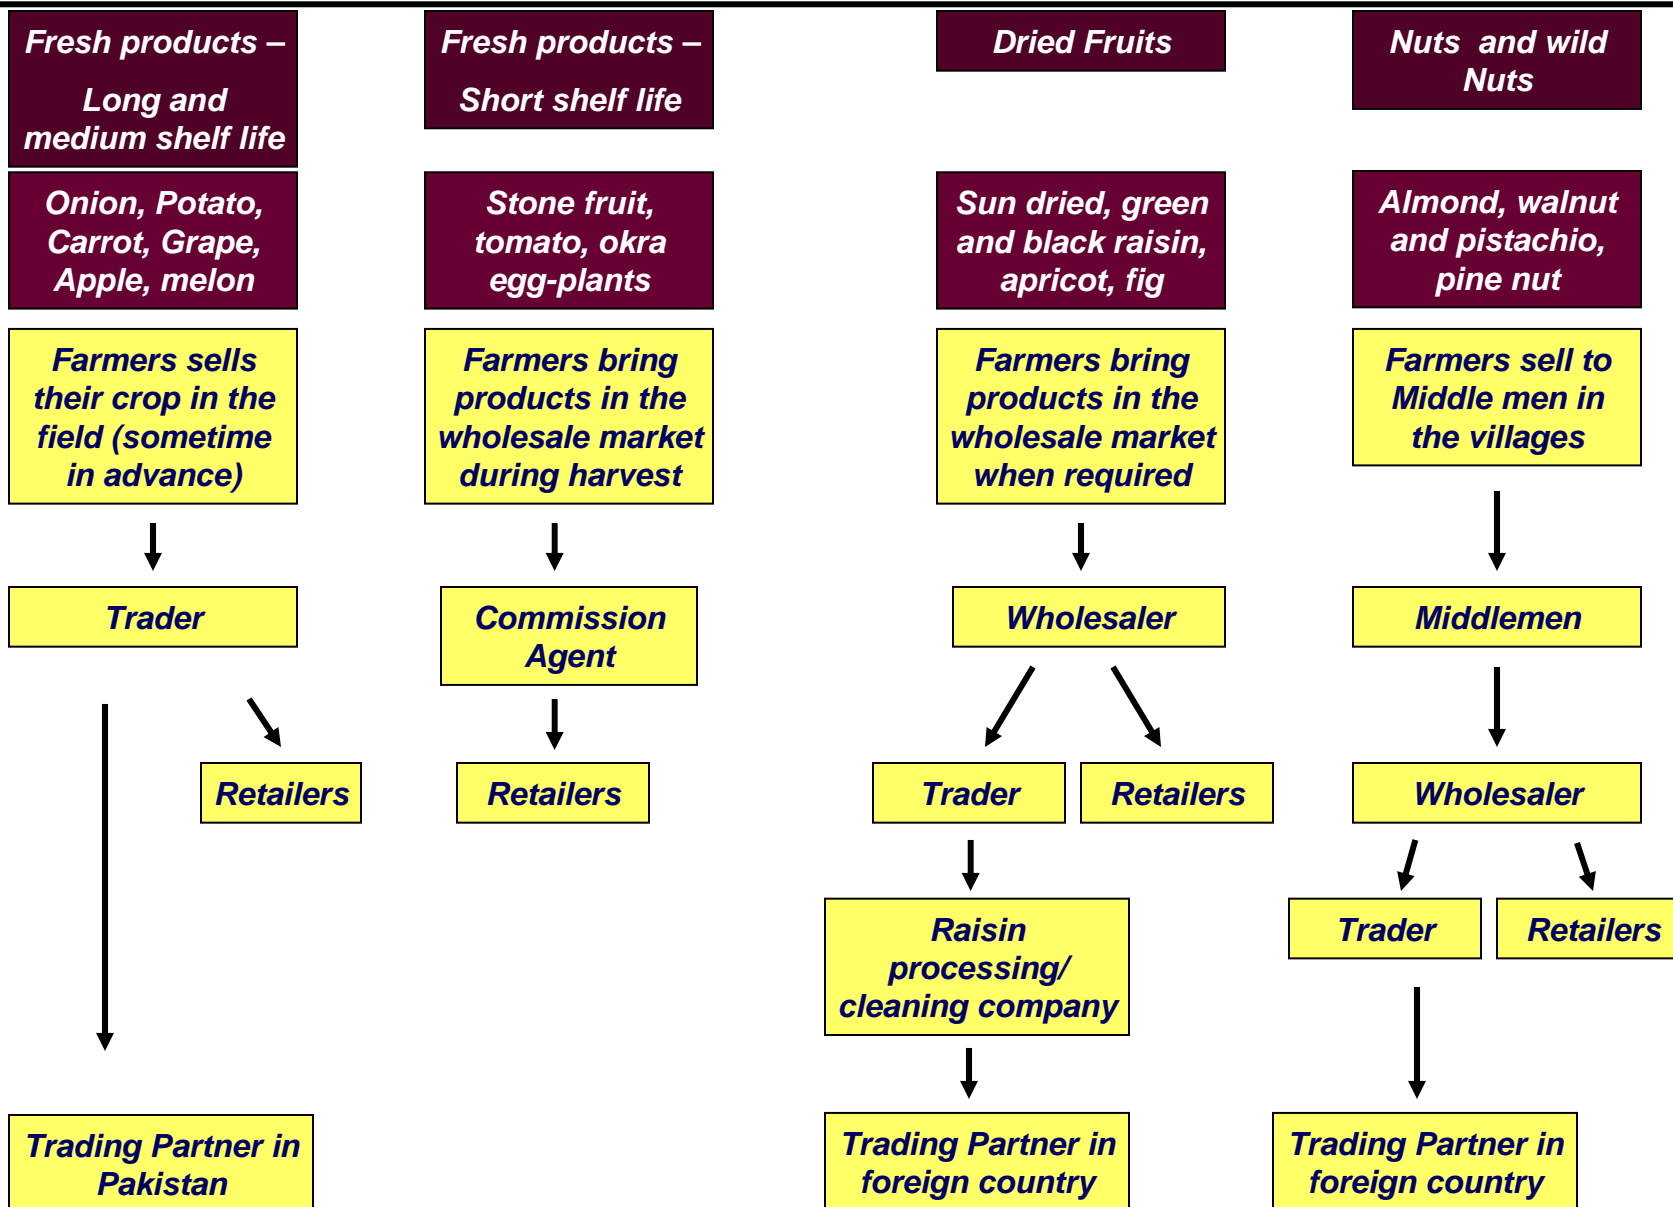 Fresh products –
Long and
medium shelf life
Onion, Potato,
Carrot, Grape,
Apple, melon
Farmers sells
their crop in the
field (sometime
in advance)
Trader
Retailers
Trading Partner in
Pakistan
Fresh products –
Short shelf life
Stone fruit,
tomato, okra
egg-plants
Farmers bring
products in the
wholesale market
during harvest
Commission
Agent
Retailers
Dried Fruits
Sun dried, green
and black raisin,
apricot, fig
Farmers bring
products in the
wholesale market
when required
Wholesaler
Trader
Retailers
Raisin
processing/
cleaning company
Trading Partner in
foreign country
Nuts and wild
Nuts
Almond, walnut
and pistachio,
pine nut
Farmers sell to
Middle men in
the villages
Middlemen
Wholesaler
Trader
Retailers
Trading Partner in
foreign country